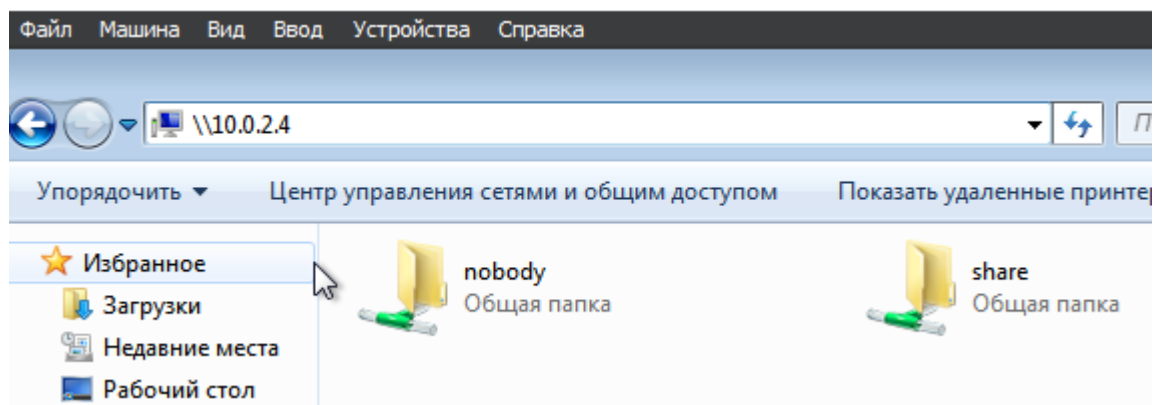 Файл Машина Вид Ввод Устройства Справка
\\10.0.2.4
Упорядочить Центр управления сетями и общим доступом Показать удаленные
Избранное
nobody
Общая папка
share
Общая папка
Загрузки
Недавние места
Рабочий стол